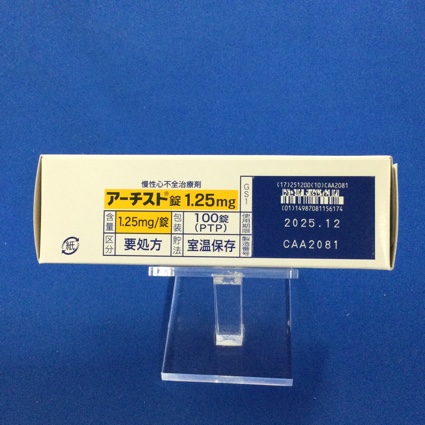 慢性心不全治療剤
アーチスト®錠 1.25mg
含量 1.25mg/錠 包装 100錠(PTP)
区分 要処方 貯法 室温保存
紙
GS1
使用期限
製造番号
(17)251200(10)CAA2081
(01)14987081156174
2025.12
CAA2081